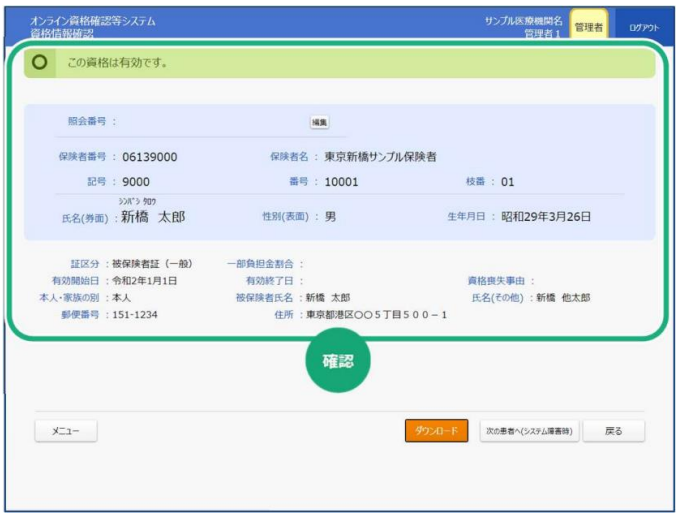 オンライン資格確認等システム
資格情報確認
サンプル医療機関名
管理者1
管理者
ログアウト
この資格は有効です。
照会番号 :
編集
保険者番号 : 06139000 保険者名 : 東京新橋サンプル保険者
記号 : 9000 番号 : 10001 枝番 : 01
シンバシ タロウ
氏名(券面) : 新橋 太郎 性別(表面) : 男 生年月日 : 昭和29年3月26日
証区分 : 被保険者証(一般) 一部負担金割合 :
有効開始日 : 令和2年1月1日 有効終了日 : 資格喪失事由 :
本人・家族の別 : 本人 被保険者氏名 : 新橋 太郎 氏名(その他) : 新橋 他太郎
郵便番号 : 151-1234 住所 : 東京都港区○○5丁目500-1
確認
メニュー
ダウンロード
次の患者へ(システム障害時)
戻る